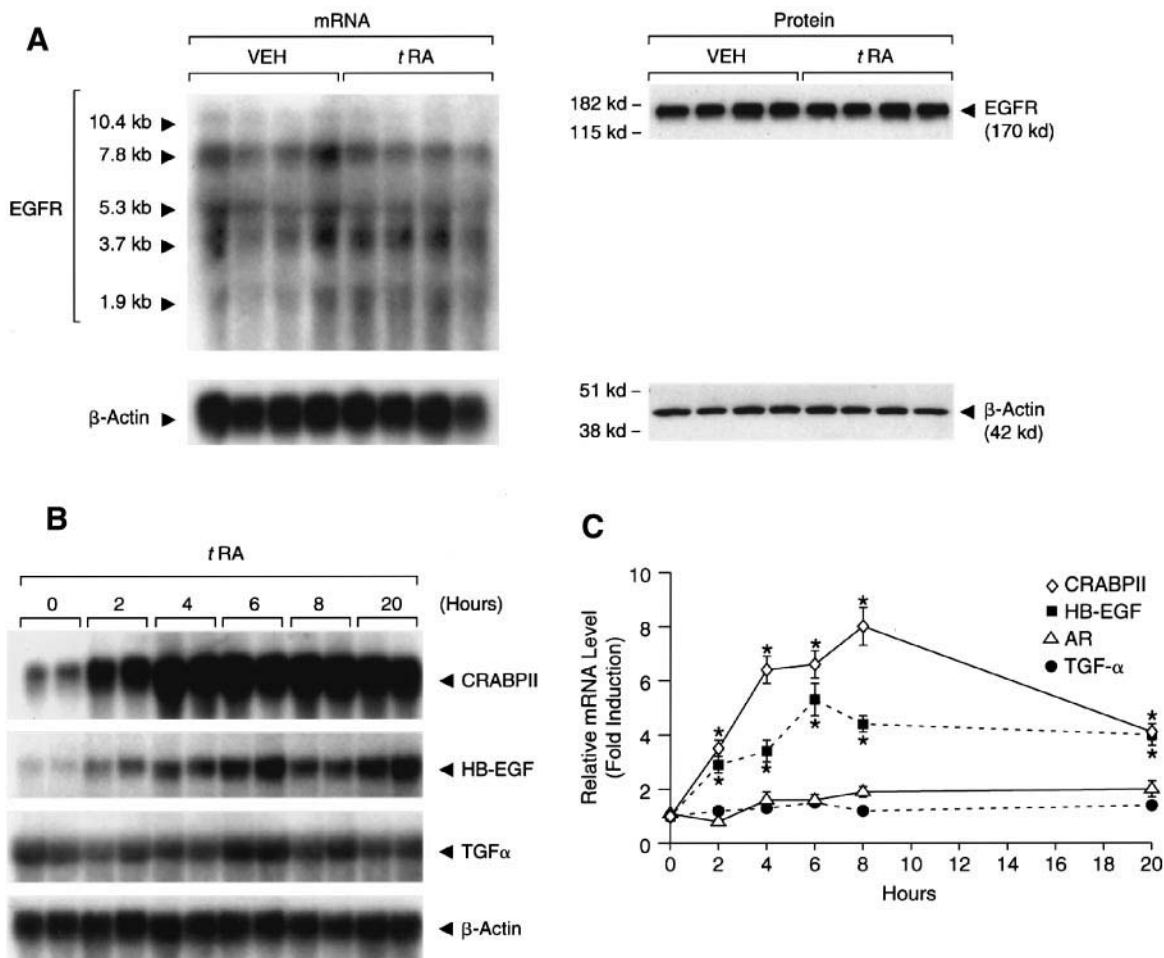 A
mRNA
VEH
t RA
EGFR
10.4 kb
7.8 kb
5.3 kb
3.7 kb
1.9 kb
β-Actin
Protein
VEH
t RA
182 kd –
115 kd –
EGFR
(170 kd)
51 kd –
38 kd –
β-Actin
(42 kd)
B
t RA
0 2 4 6 8 20 (Hours)
CRABPII
HB-EGF
TGFα
β-Actin
C
Relative mRNA Level
(Fold Induction)
10
8
6
4
2
0
CRABPII
HB-EGF
AR
TGF-α
0 2 4 6 8 10 12 14 16 18 20
Hours